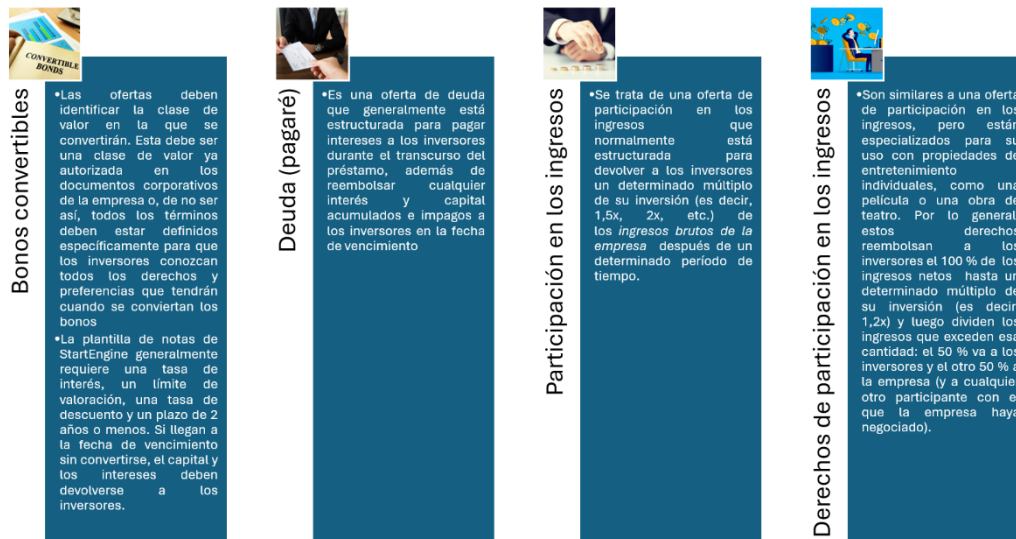 CONVERTIBLE
BONDS
Bonos convertibles
•Las ofertas deben
identificar la clase de
valor en la que se
convertirán. Esta debe ser
una clase de valor ya
autorizada en los
documentos corporativos
de la empresa o, de no ser
así, todos los términos
deben estar definidos
específicamente para que
los inversores conozcan
todos los derechos y
preferencias que tendrán
cuando se conviertan los
bonos
•La plantilla de notas de
StartEngine generalmente
requiere una tasa de
interés, un límite de
valoración, una tasa de
descuento y un plazo de 2
años o menos. Si llegan a
la fecha de vencimiento
sin convertirse, el capital y
los intereses deben
devolverse a los
inversores.
Deuda (pagaré)
•Es una oferta de deuda
que generalmente está
estructurada para pagar
intereses a los inversores
durante el transcurso del
préstamo, además de
reembolsar cualquier
interés y capital
acumulados e impagos a
los inversores en la fecha
de vencimiento
Participación en los ingresos
•Se trata de una oferta de
participación en los
ingresos que
normalmente está
estructurada para
devolver a los inversores
un determinado múltiplo
de su inversión (es decir,
1,5x, 2x, etc.) de
los ingresos brutos de la
empresa después de un
determinado período de
tiempo.
Derechos de participación en los ingresos
•Son similares a una oferta
de participación en los
ingresos, pero están
especializados para su
uso con propiedades de
entretenimiento
individuales, como una
película o una obra de
teatro. Por lo general,
estos derechos
reembolsan a los
inversores el 100 % de los
ingresos netos hasta un
determinado múltiplo de
su inversión (es decir,
1,2x) y luego dividen los
ingresos que exceden esa
cantidad: el 50 % va a los
inversores y el otro 50 % a
la empresa (y a cualquier
otro participante con el
que la empresa haya
negociado).